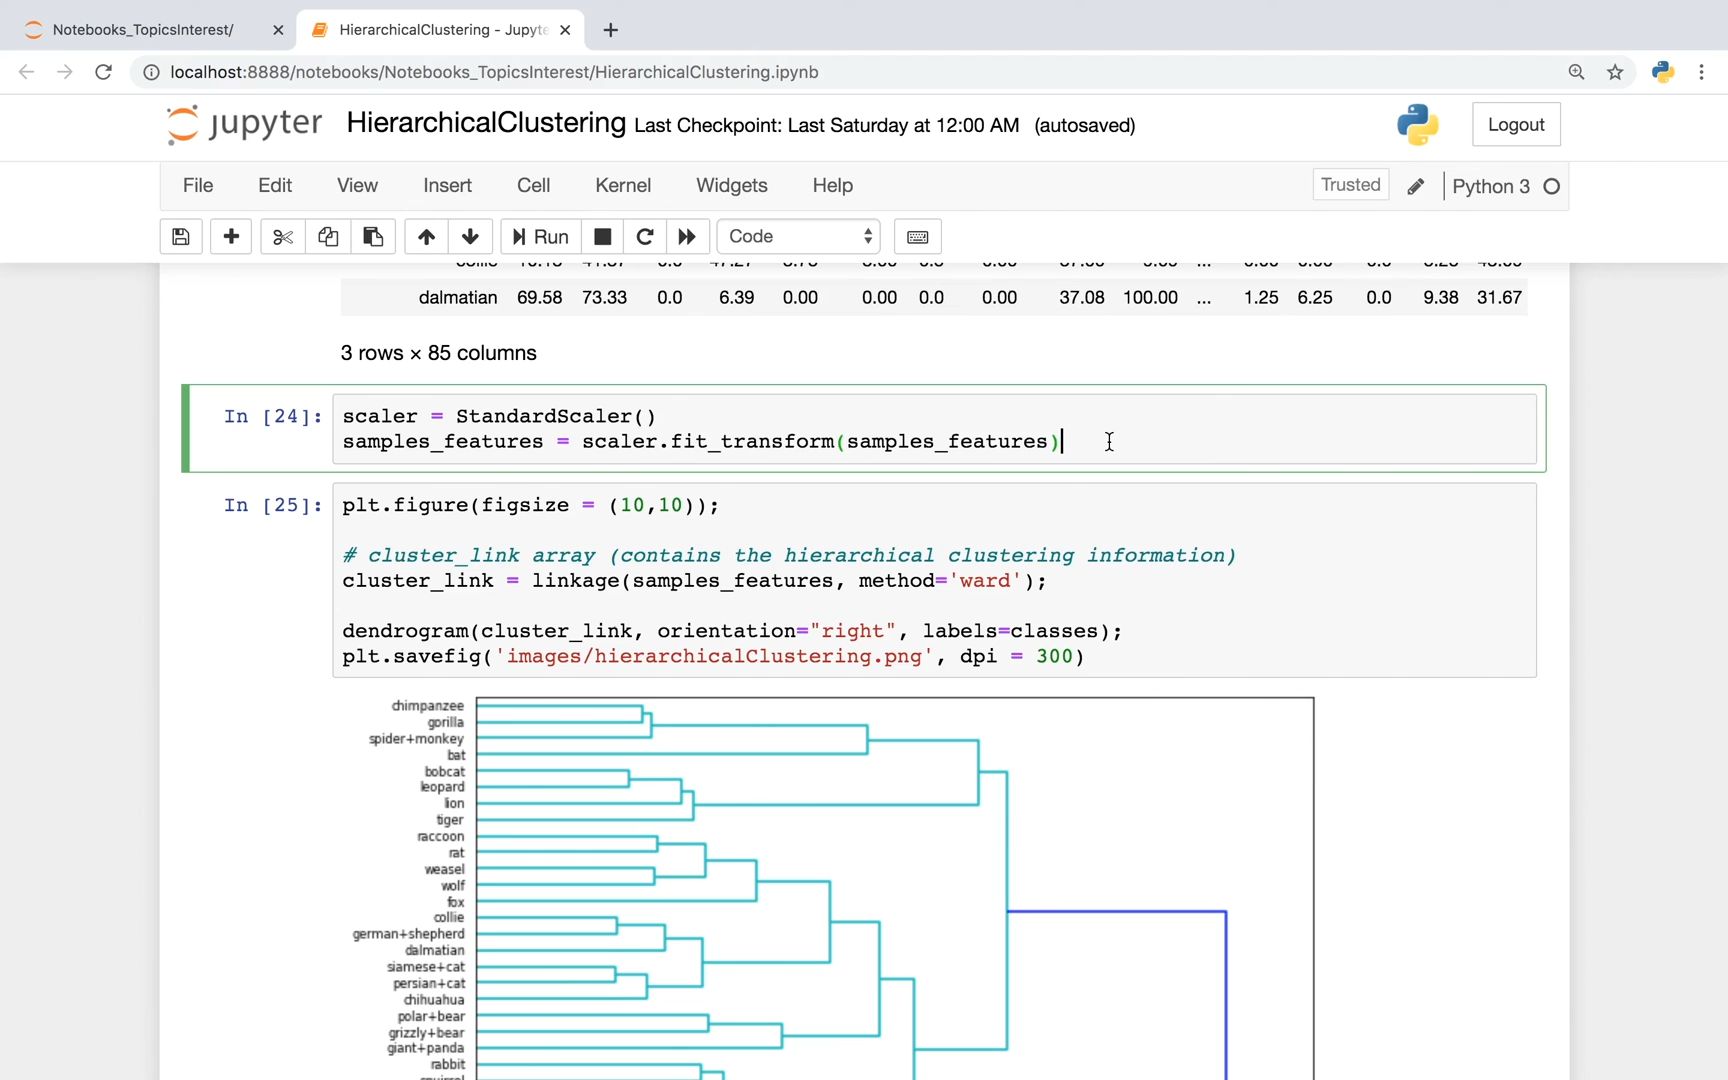 Notebooks_TopicsInterest/
HierarchicalClustering - Jupyte
localhost:8888/notebooks/Notebooks_TopicsInterest/HierarchicalClustering.ipynb
jupyter HierarchicalClustering Last Checkpoint: Last Saturday at 12:00 AM (autosaved)
Logout
File Edit View Insert Cell Kernel Widgets Help
Trusted
Python 3
Run
Code
dalmatian 69.58 73.33 0.0 6.39 0.00 0.00 0.0 0.00 37.08 100.00 ... 1.25 6.25 0.0 9.38 31.67
3 rows × 85 columns
In [24]: scaler = StandardScaler()
samples_features = scaler.fit_transform(samples_features)
In [25]: plt.figure(figsize = (10,10));
# cluster_link array (contains the hierarchical clustering information)
cluster_link = linkage(samples_features, method='ward');
dendrogram(cluster_link, orientation="right", labels=classes);
plt.savefig('images/hierarchicalClustering.png', dpi = 300)
chimpanzee
gorilla
spider+monkey
bat
bobcat
leopard
lion
tiger
raccoon
rat
weasel
wolf
fox
collie
german+shepherd
dalmatian
siamese+cat
persian+cat
chihuahua
polar+bear
grizzly+bear
giant+panda
rabbit